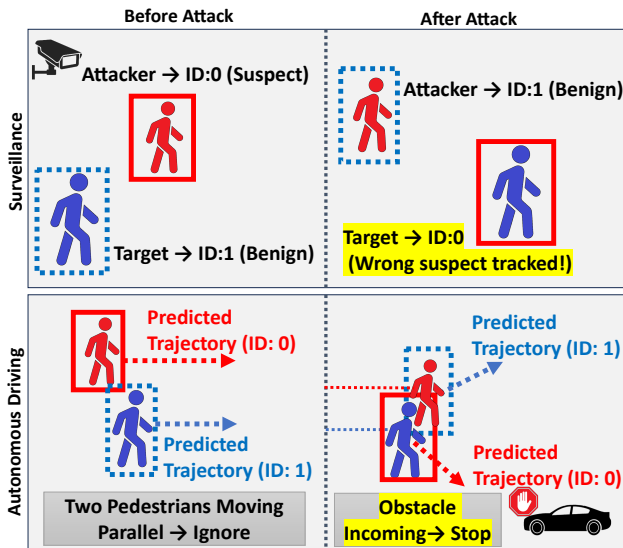 Before Attack
After Attack
Surveillance
Attacker → ID:0 (Suspect)
Target → ID:1 (Benign)
Attacker → ID:1 (Benign)
Target → ID:0
(Wrong suspect tracked!)
Autonomous Driving
Predicted
Trajectory (ID: 0)
Predicted
Trajectory (ID: 1)
Two Pedestrians Moving
Parallel → Ignore
Predicted
Trajectory (ID: 1)
Predicted
Trajectory (ID: 0)
Obstacle
Incoming→ Stop